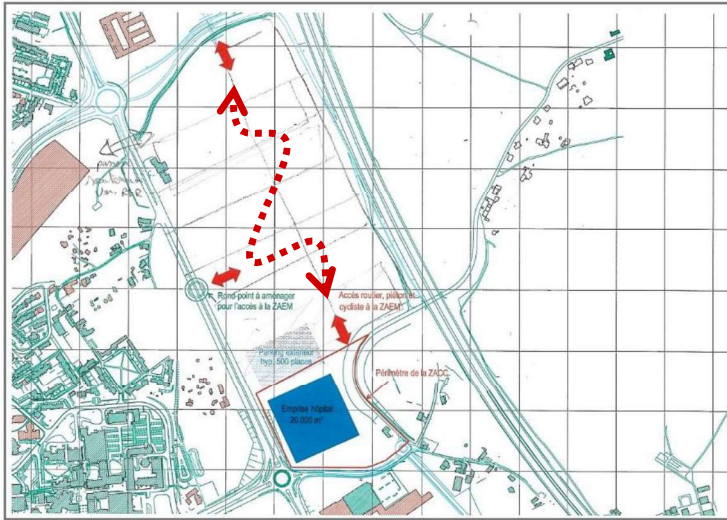 Rond-point à aménager
pour l'accès à la ZAEM
Accès routier, piéton et
cycliste à la ZAEM
Parking extérieur
hyp. 500 places
Périmètre de la ZACC
Emprise hôpital
20.000 m²